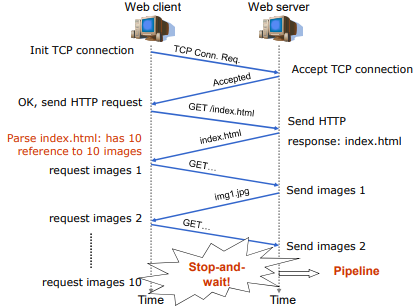 Web client
Web server
Init TCP connection
TCP Conn. Req.
Accept TCP connection
Accepted
OK, send HTTP request
GET /index.html
Send HTTP
response: index.html
index.html
Parse index.html: has 10
reference to 10 images
request images 1
GET...
Send images 1
img1.jpg
request images 2
GET...
Send images 2
Stop-and-
wait!
Pipeline
request images 10
Time
Time